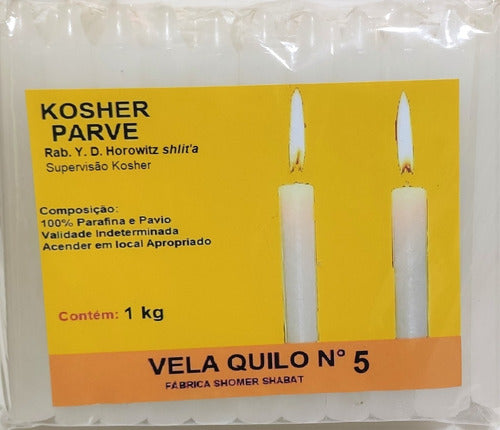 KOSHER
PARVE
Rab. Y. D. Horowitz shlit'a
Supervisão Kosher
Composição:
100% Parafina e Pavio
Validade Indeterminada
Acender em local Apropriado
Contém: 1 kg
VELA QUILO N° 5
FÁBRICA SHOMER SHABAT